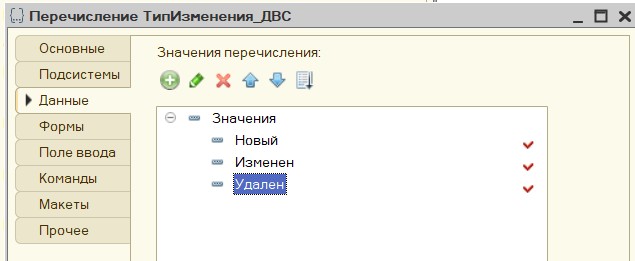 Перечисление ТипИзменения_ДВС
Основные
Подсистемы
Данные
Формы
Поле ввода
Команды
Макеты
Прочее
Значения перечисления:
Значения
Новый
Изменен
Удален